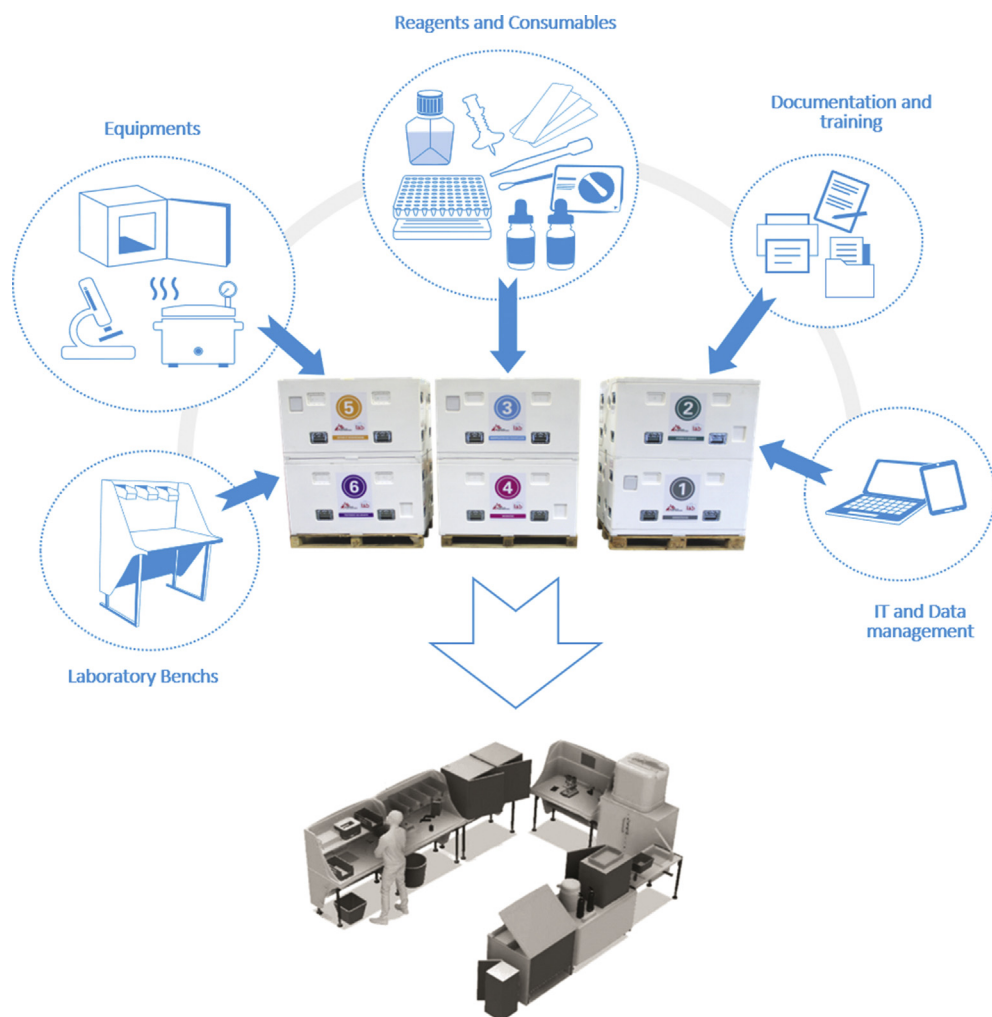 Reagents and Consumables
Documentation and
training
Equipments
5
3
2
6
4
1
IT and Data
management
Laboratory Benchs